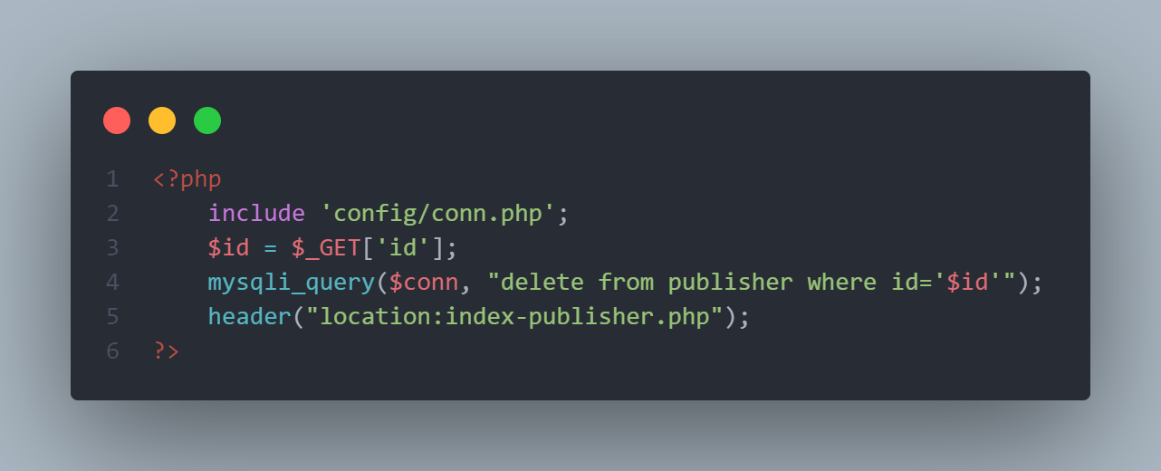 1 <?php
2     include 'config/conn.php';
3     $id = $_GET['id'];
4     mysqli_query($conn, "delete from publisher where id='$id'");
5     header("location:index-publisher.php");
6 ?>